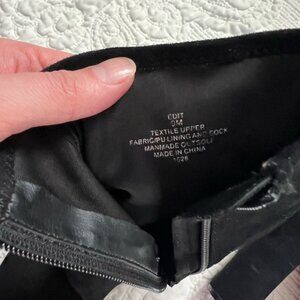 EDIT
9M
TEXTILE UPPER
FABRIC/PU LINING AND SOCK
MANMADE OUTSOLE
MADE IN CHINA
1026